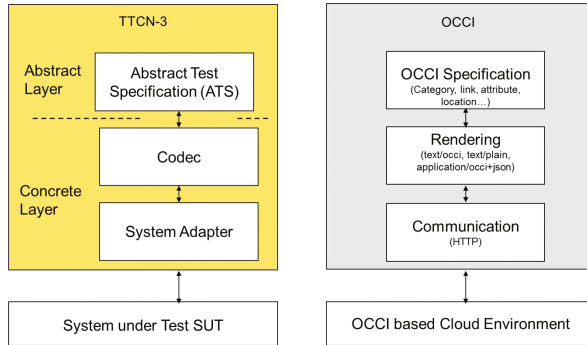 TTCN-3
Abstract
Layer
Abstract Test
Specification (ATS)
Codec
Concrete
Layer
System Adapter
System under Test SUT
OCCI
OCCI Specification
(Category, link, attribute,
location…)
Rendering
(text/occi, text/plain,
application/occi+json)
Communication
(HTTP)
OCCI based Cloud Environment